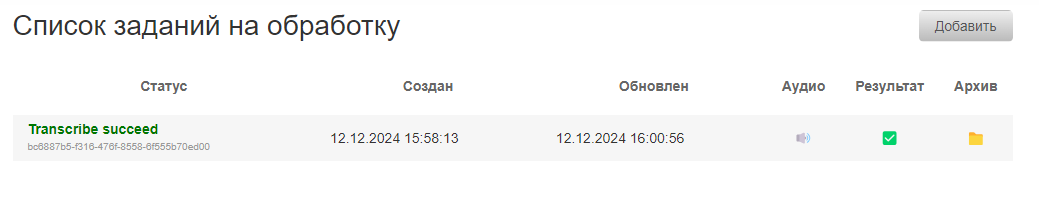 Список заданий на обработку
Добавить
Статус Создан Обновлен Аудио Результат Архив
Transcribe succeed
bc6887b5-f316-476f-8558-6f555b70ed00
12.12.2024 15:58:13 12.12.2024 16:00:56